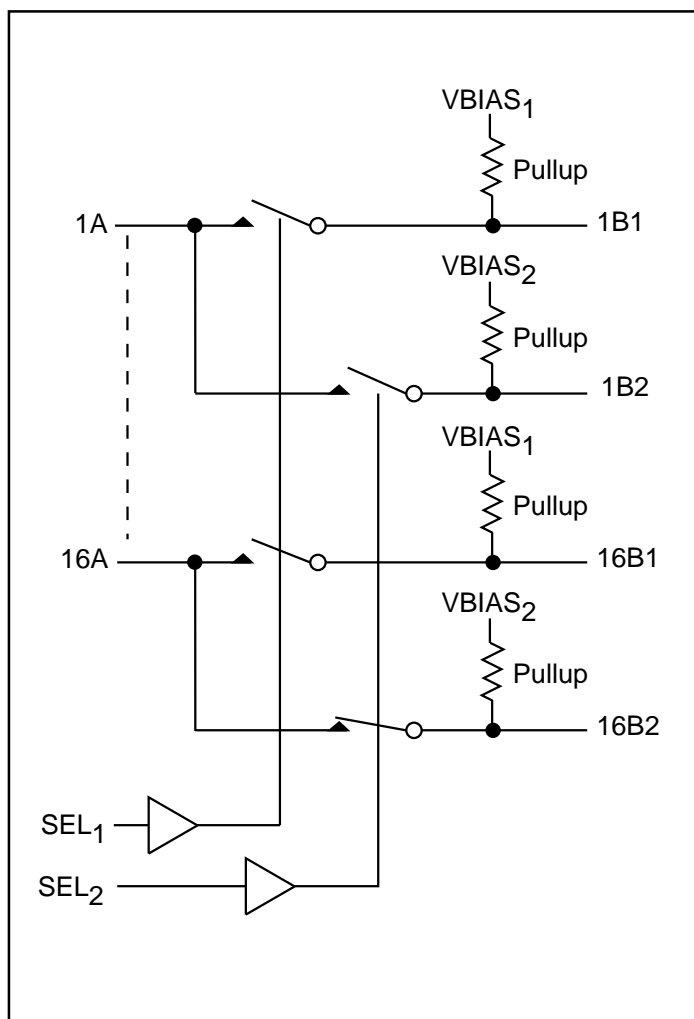 VBIAS1
Pullup
1A
1B1
VBIAS2
Pullup
1B2
VBIAS1
Pullup
16A
16B1
VBIAS2
Pullup
16B2
SEL1
SEL2